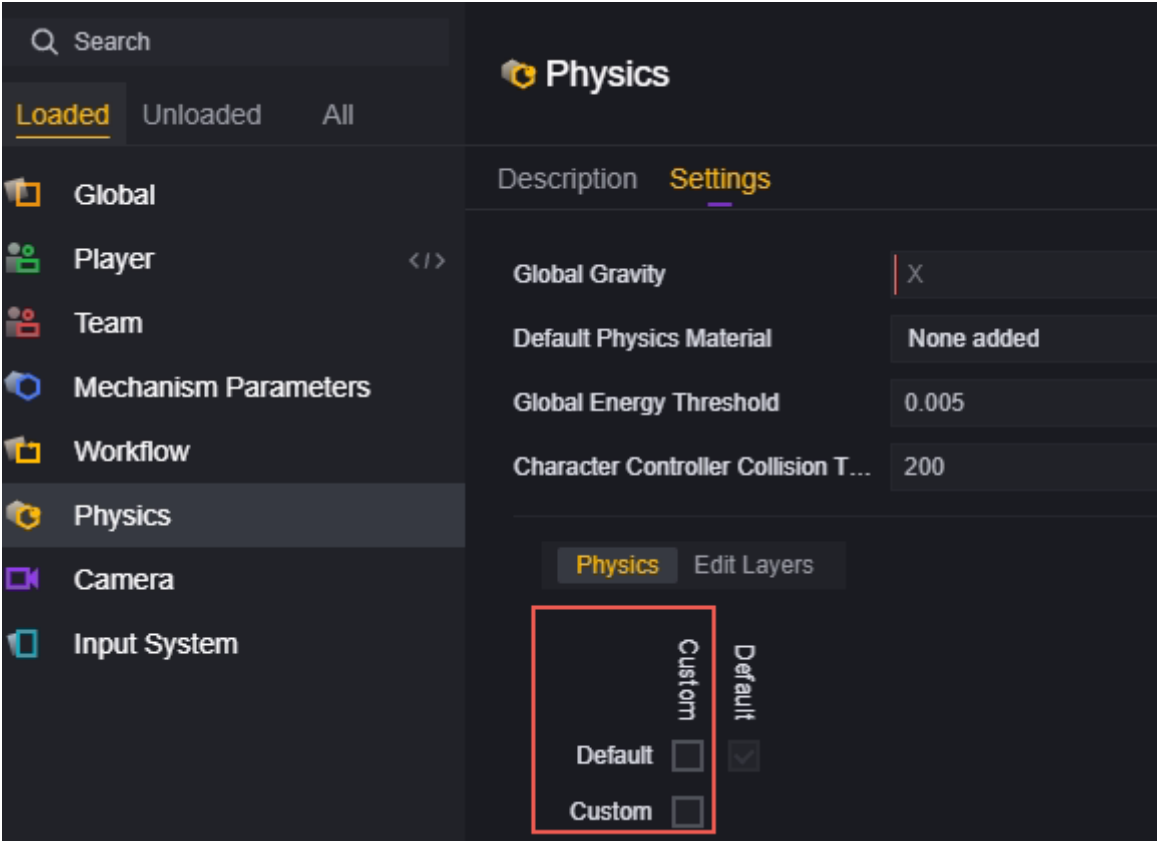 Search
Loaded Unloaded All
Global
Player </>
Team
Mechanism Parameters
Workflow
Physics
Camera
Input System
Physics
Description Settings
Global Gravity X
Default Physics Material None added
Global Energy Threshold 0.005
Character Controller Collision T... 200
Physics Edit Layers
Custom Default
Default
Custom